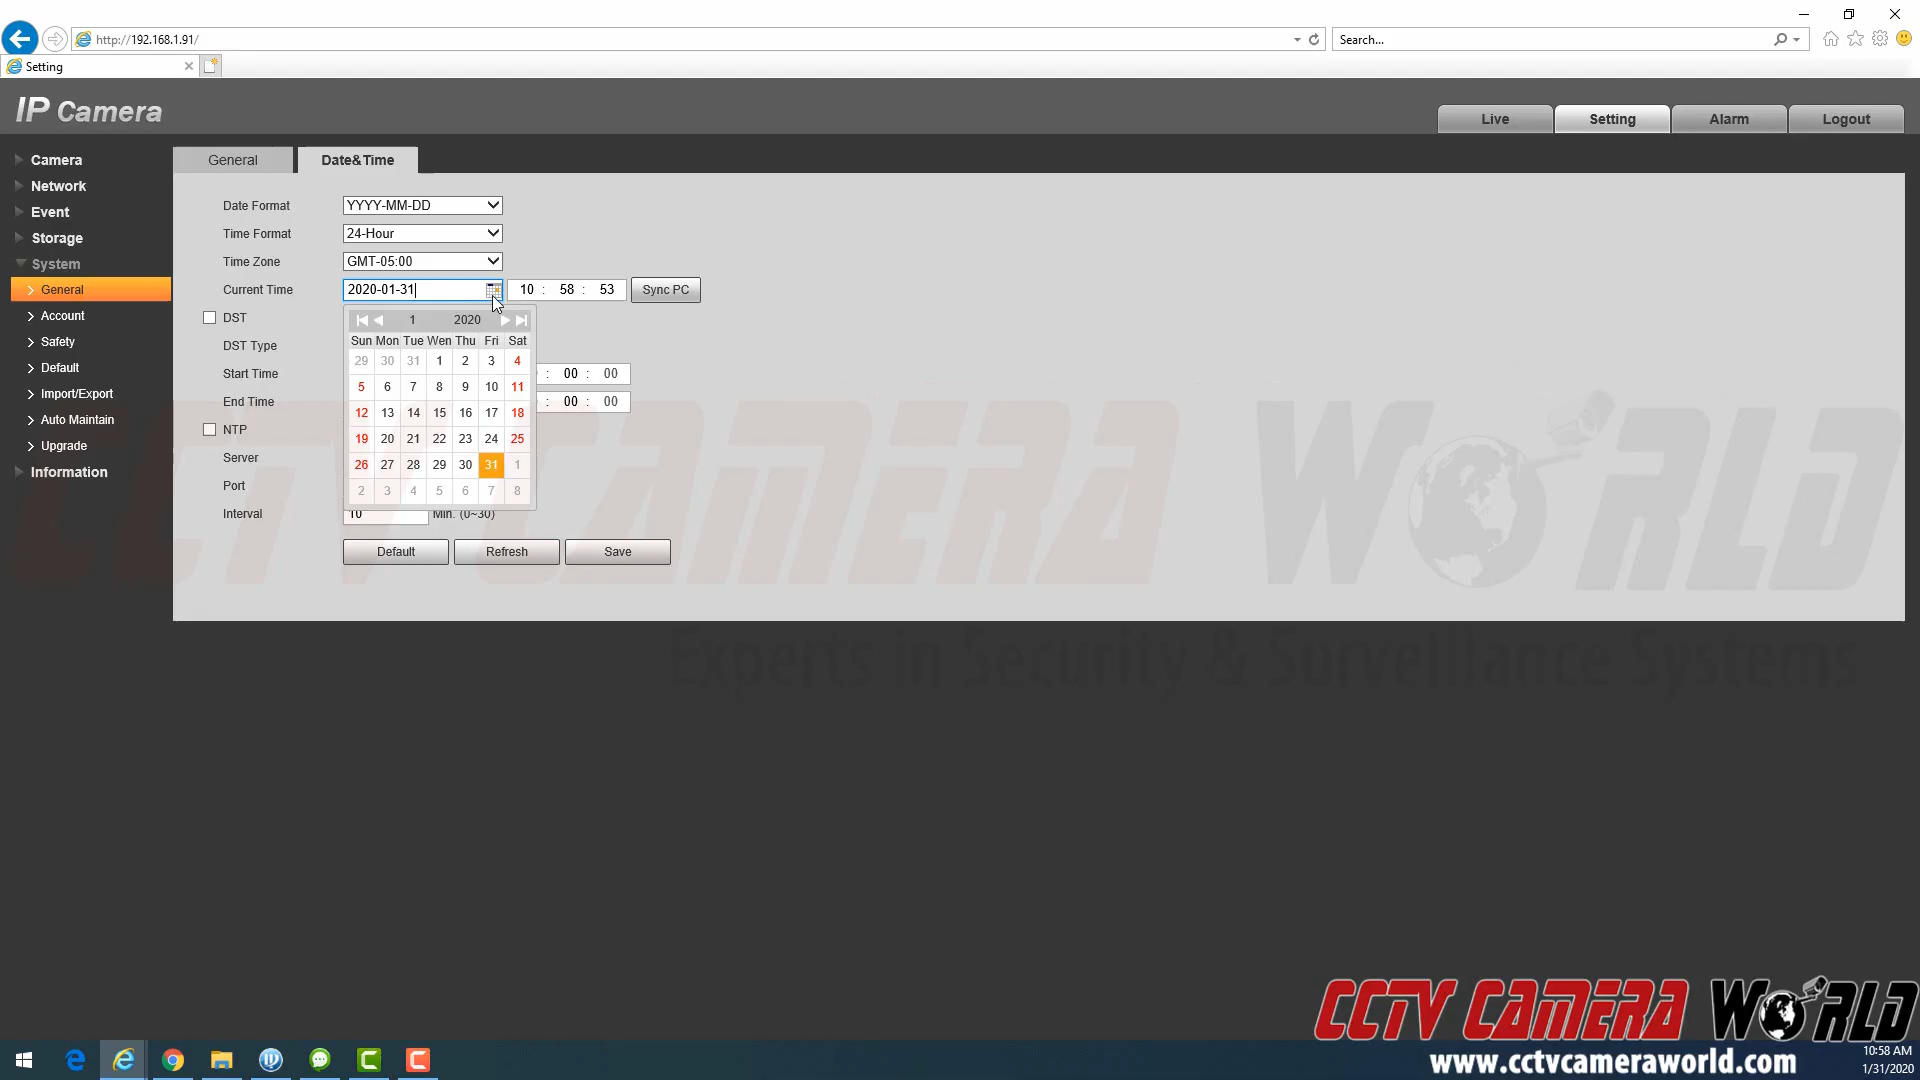 http://192.168.1.91/
Search...
Setting
IP Camera
Live
Setting
Alarm
Logout
Camera
Network
Event
Storage
System
General
Account
Safety
Default
Import/Export
Auto Maintain
Upgrade
Information
General
Date&Time
Date Format
YYYY-MM-DD
Time Format
24-Hour
Time Zone
GMT-05:00
Current Time
2020-01-31
10 : 58 : 53
Sync PC
1 2020
Sun Mon Tue Wen Thu Fri Sat
29 30 31 1 2 3 4
5 6 7 8 9 10 11
12 13 14 15 16 17 18
19 20 21 22 23 24 25
26 27 28 29 30 31 1
2 3 4 5 6 7 8
DST
DST Type
Start Time
: 00 : 00
End Time
: 00 : 00
NTP
Server
Port
Interval
10
Min. (0~30)
Default
Refresh
Save
CCTV CAMERA WORLD
Experts in Security & Surveillance Systems
CCTV CAMERA WORLD
www.cctvcameraworld.com
10:58 AM
1/31/2020